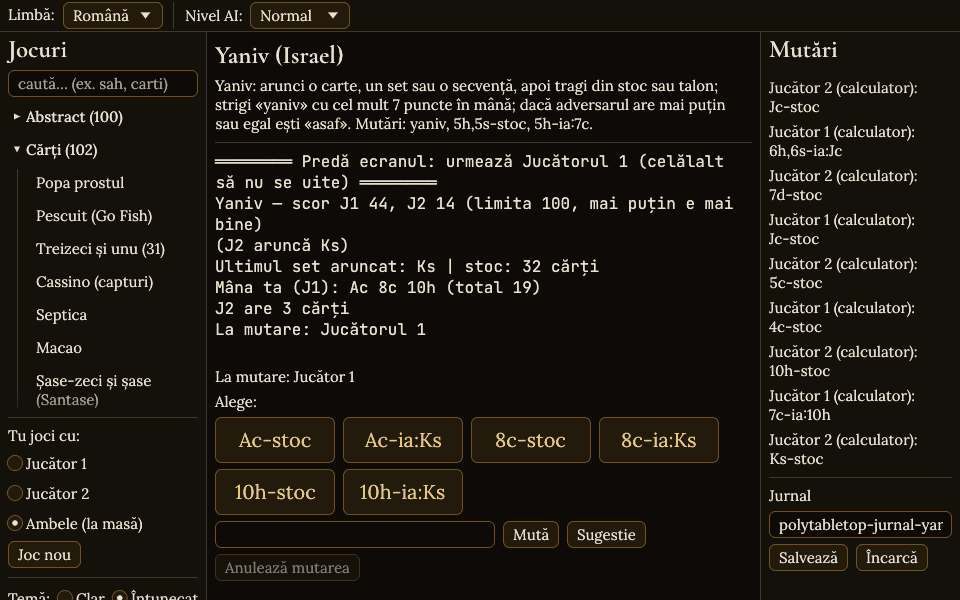 Limbă: Română ▼ Nivel AI: Normal ▼
Jocuri
caută... (ex. sah, carti)
▸ Abstract (100)
▾ Cărți (102)
Popa prostul
Pescuit (Go Fish)
Treizeci și unu (31)
Cassino (capturi)
Septica
Macao
Șase-zeci și șase
(Santase)
Tu joci cu:
Jucător 1
Jucător 2
Ambele (la masă)
Joc nou
Temă: Clar Întunecat
Yaniv (Israel)
Yaniv: arunci o carte, un set sau o secvență, apoi tragi din stoc sau talon;
strigi «yaniv» cu cel mult 7 puncte în mână; dacă adversarul are mai puțin
sau egal ești «asaf». Mutări: yaniv, 5h,5s-stoc, 5h-ia:7c.
════════ Predă ecranul: urmează Jucătorul 1 (celălalt
să nu se uite) ════════
Yaniv — scor J1 44, J2 14 (limita 100, mai puțin e mai
bine)
(J2 aruncă Ks)
Ultimul set aruncat: Ks | stoc: 32 cărți
Mâna ta (J1): Ac 8c 10h (total 19)
J2 are 3 cărți
La mutare: Jucătorul 1
La mutare: Jucător 1
Alege:
Ac-stoc Ac-ia:Ks 8c-stoc 8c-ia:Ks
10h-stoc 10h-ia:Ks
Mută Sugestie
Anulează mutarea
Mutări
Jucător 2 (calculator):
Jc-stoc
Jucător 1 (calculator):
6h,6s-ia:Jc
Jucător 2 (calculator):
7d-stoc
Jucător 1 (calculator):
Jc-stoc
Jucător 2 (calculator):
5c-stoc
Jucător 1 (calculator):
4c-stoc
Jucător 2 (calculator):
10h-stoc
Jucător 1 (calculator):
7c-ia:10h
Jucător 2 (calculator):
Ks-stoc
Jurnal
polytabletop-jurnal-yar
Salvează Încarcă